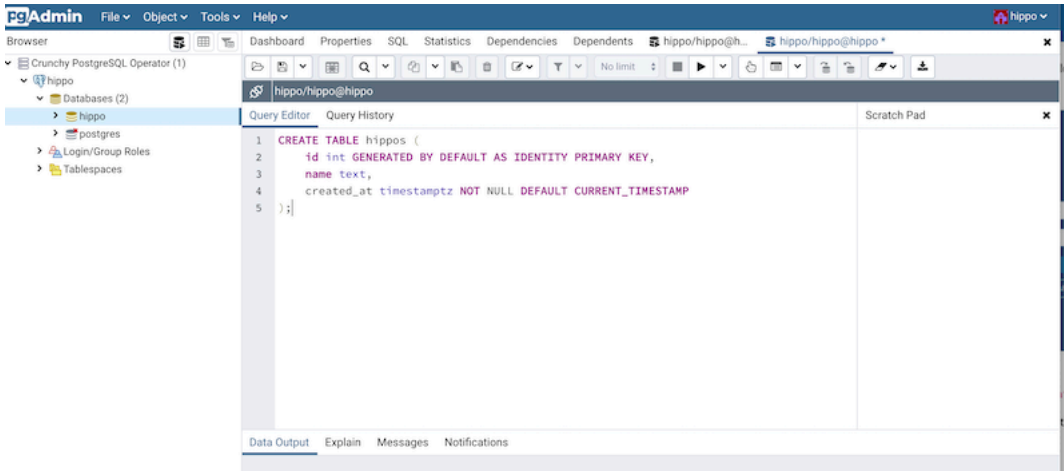 pgAdmin File Object Tools Help hippo
Browser Dashboard Properties SQL Statistics Dependencies Dependents hippo/hippo@h... hippo/hippo@hippo *
Crunchy PostgreSQL Operator (1)
hippo
Databases (2)
hippo
postgres
Login/Group Roles
Tablespaces
No limit
hippo/hippo@hippo
Query Editor Query History Scratch Pad
1 CREATE TABLE hippos (
2 id int GENERATED BY DEFAULT AS IDENTITY PRIMARY KEY,
3 name text,
4 created_at timestamptz NOT NULL DEFAULT CURRENT_TIMESTAMP
5 );
Data Output Explain Messages Notifications